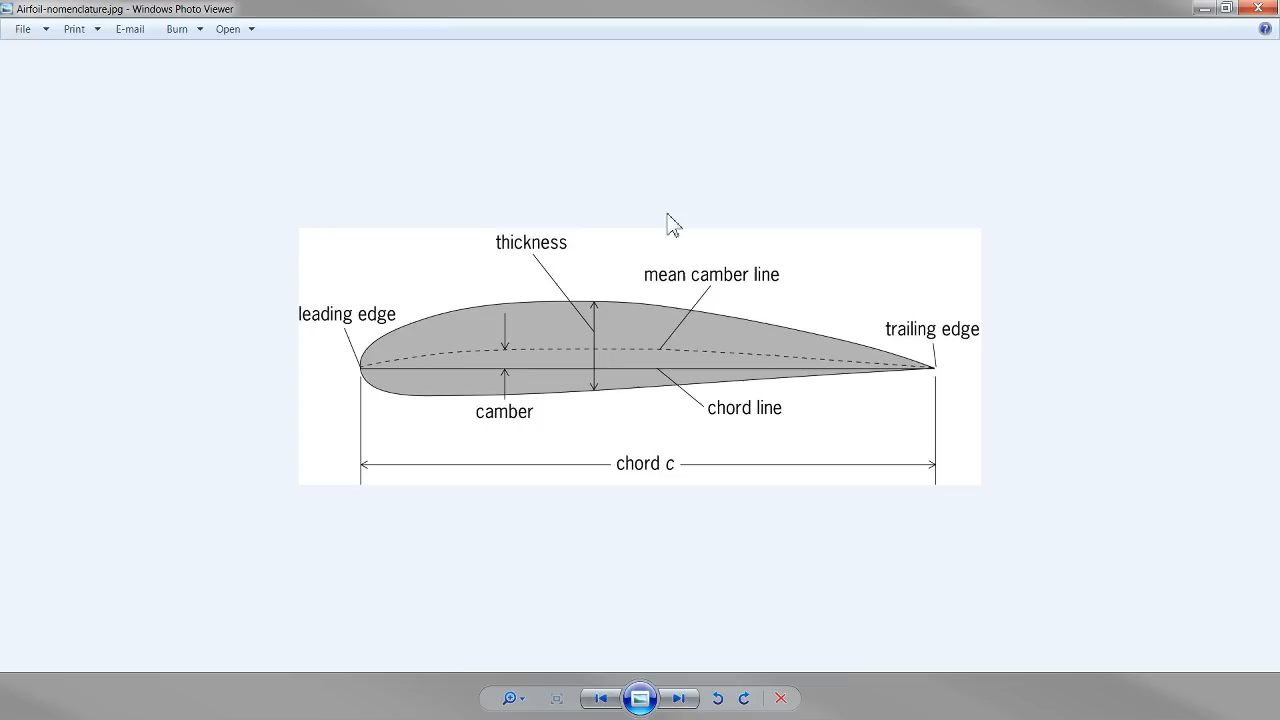 Airfoil-nomenclature.jpg - Windows Photo Viewer
File Print E-mail Burn Open
thickness
mean camber line
leading edge
trailing edge
camber
chord line
chord c